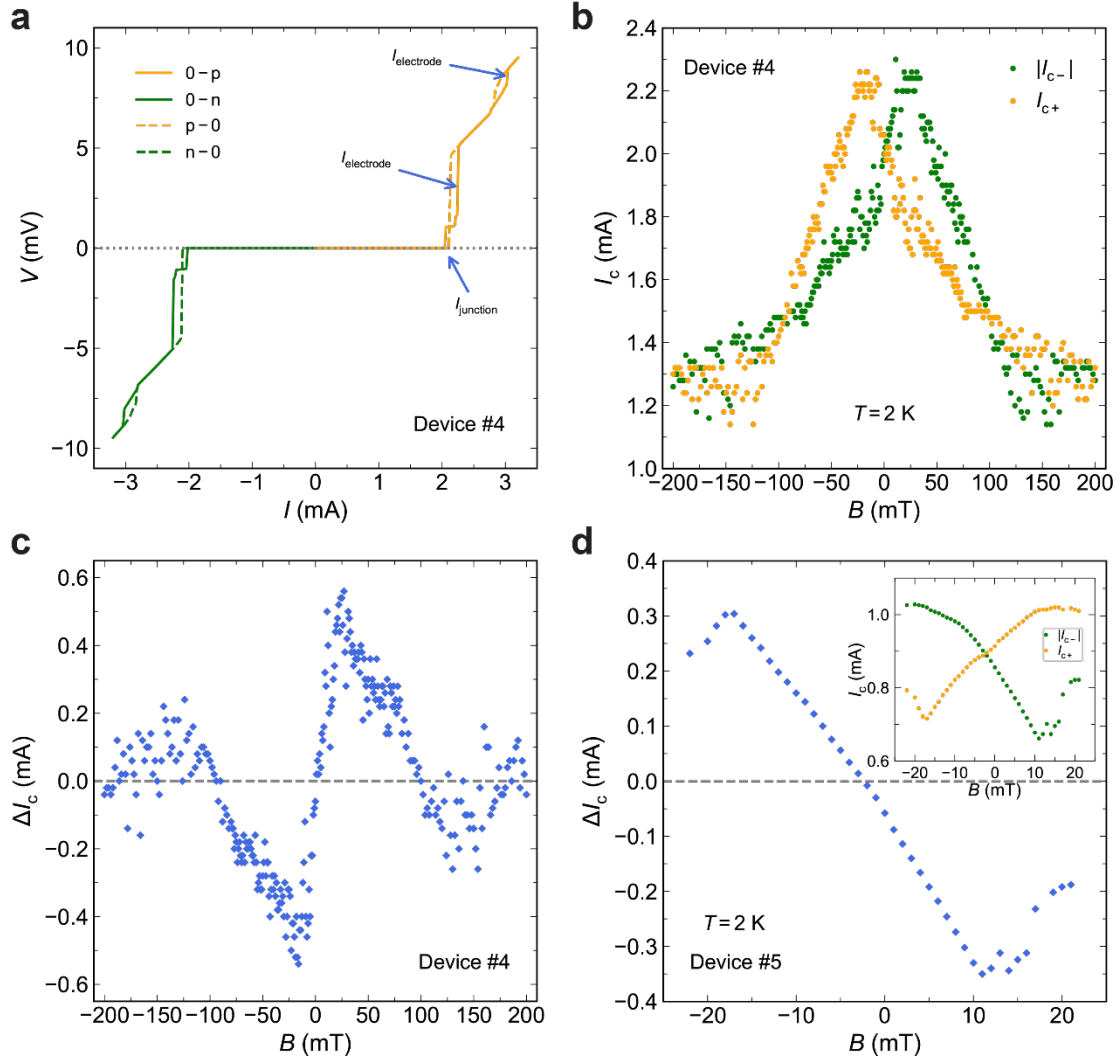 a
10
5
0
−5
−10
V (mV)
0 – p
0 – n
p – 0
n – 0
I_electrode
I_electrode
I_junction
Device #4
−3 −2 −1 0 1 2 3
I (mA)
b
2.4
2.2
2.0
1.8
1.6
1.4
1.2
1.0
I_c (mA)
Device #4
|I_c−|
I_c+
T = 2 K
−200 −150 −100 −50 0 50 100 150 200
B (mT)
c
0.6
0.4
0.2
0.0
−0.2
−0.4
−0.6
ΔI_c (mA)
Device #4
−200 −150 −100 −50 0 50 100 150 200
B (mT)
d
0.4
0.3
0.2
0.1
0.0
−0.1
−0.2
−0.3
−0.4
ΔI_c (mA)
1.0
0.8
0.6
I_c (mA)
|I_c−|
I_c+
−20 −10 0 10 20
B (mT)
T = 2 K
Device #5
−20 −10 0 10 20
B (mT)